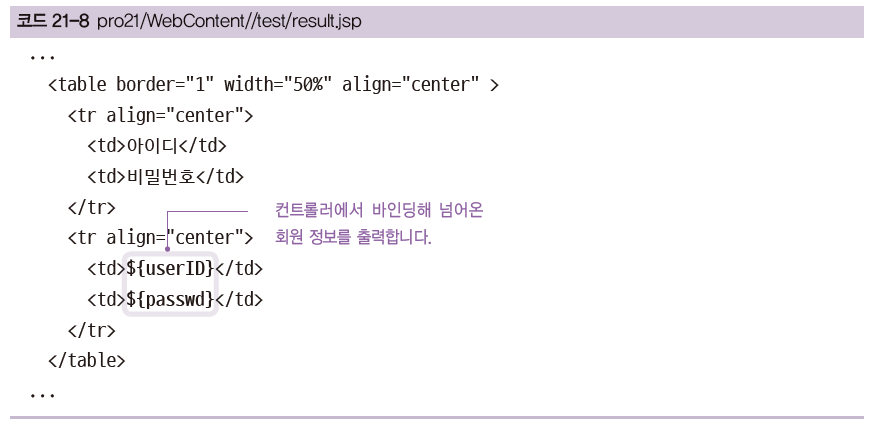 코드 21-8 pro21/WebContent//test/result.jsp
...
<table border="1" width="50%" align="center" >
<tr align="center">
<td>아이디</td>
<td>비밀번호</td>
</tr>
컨트롤러에서 바인딩해 넘어온
회원 정보를 출력합니다.
<tr align="center">
<td>${userID}</td>
<td>${passwd}</td>
</tr>
</table>
...